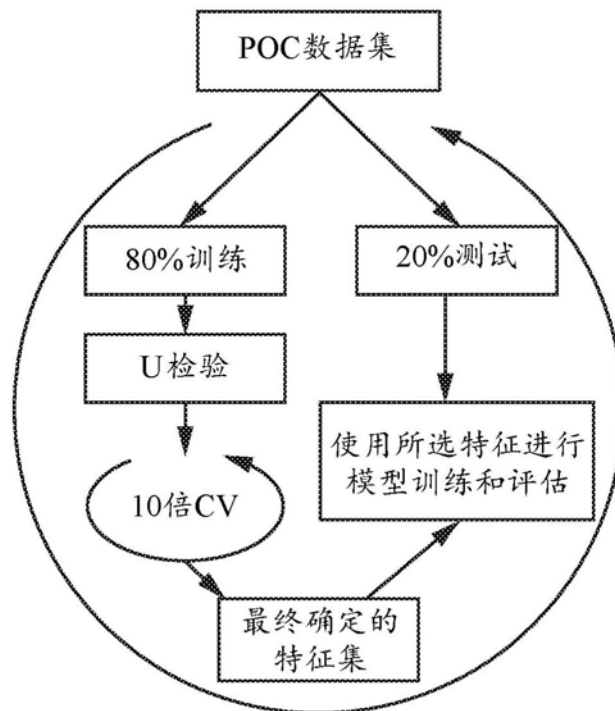 POC数据集
80%训练
20%测试
U检验
使用所选特征进行
模型训练和评估
10倍CV
最终确定的
特征集